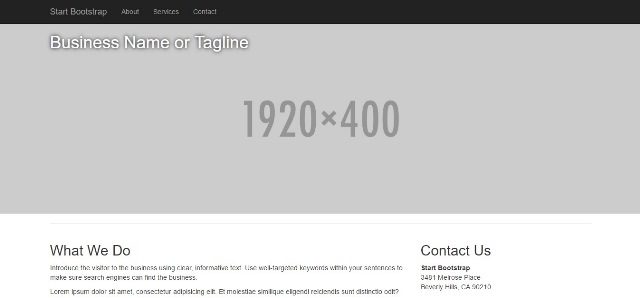 Start Bootstrap About Services Contact
Business Name or Tagline
1920×400
What We Do
Introduce the visitor to the business using clear, informative text. Use well-targeted keywords within your sentences to
make sure search engines can find the business.
Lorem ipsum dolor sit amet, consectetur adipisicing elit. Et molestiae similique eligendi reiciendis sunt distinctio odit?
Contact Us
Start Bootstrap
3481 Melrose Place
Beverly Hills, CA 90210